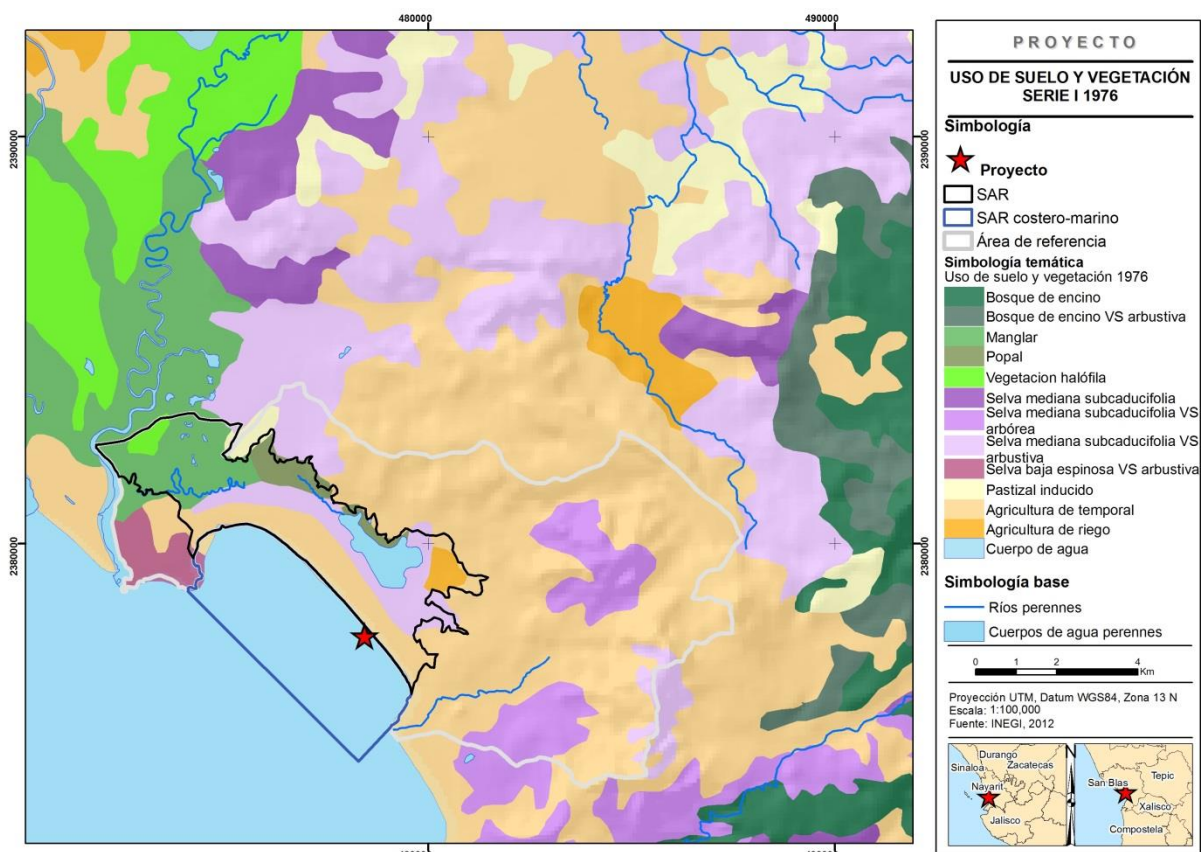 480000
490000
2390000
2390000
2380000
2380000
PROYECTO
USO DE SUELO Y VEGETACIÓN
SERIE I 1976
Simbología
Proyecto
SAR
SAR costero-marino
Área de referencia
Simbología temática
Uso de suelo y vegetación 1976
Bosque de encino
Bosque de encino VS arbustiva
Manglar
Popal
Vegetacion halófila
Selva mediana subcaducifolia
Selva mediana subcaducifolia VS
arbórea
Selva mediana subcaducifolia VS
arbustiva
Selva baja espinosa VS arbustiva
Pastizal inducido
Agricultura de temporal
Agricultura de riego
Cuerpo de agua
Simbología base
Ríos perennes
Cuerpos de agua perennes
0 1 2 4
Km
Proyección UTM, Datum WGS84, Zona 13 N
Escala: 1:100,000
Fuente: INEGI, 2012
Durango
Sinaloa
Zacatecas
Nayarit
Jalisco
San Blas
Tepic
Xalisco
Compostela